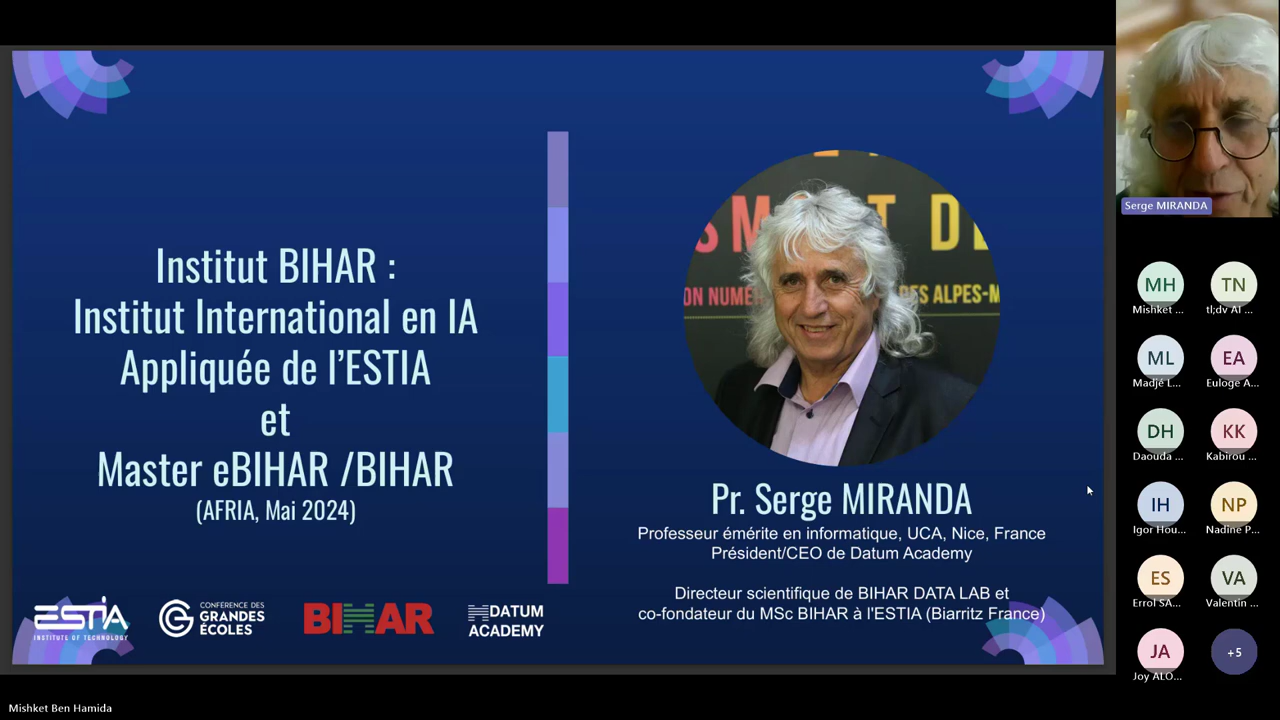 Institut BIHAR :
Institut International en IA
Appliquée de l'ESTIA
et
Master eBIHAR /BIHAR
(AFRIA, Mai 2024)
ESTIA
INSTITUTE OF TECHNOLOGY
CONFÉRENCE DES
GRANDES
ÉCOLES
BIHAR
DATUM
ACADEMY
Pr. Serge MIRANDA
Professeur émérite en informatique, UCA, Nice, France
Président/CEO de Datum Academy
Directeur scientifique de BIHAR DATA LAB et
co-fondateur du MSc BIHAR à l'ESTIA (Biarritz France)
Serge MIRANDA
MH
Mishket ...
TN
tl;dv AI ...
ML
Madjé L...
EA
Euloge A...
DH
Daouda ...
KK
Kabirou ...
IH
Igor Hou...
NP
Nadine P...
ES
Errol SA...
VA
Valentin ...
JA
Joy ALO...
+5
Mishket Ben Hamida